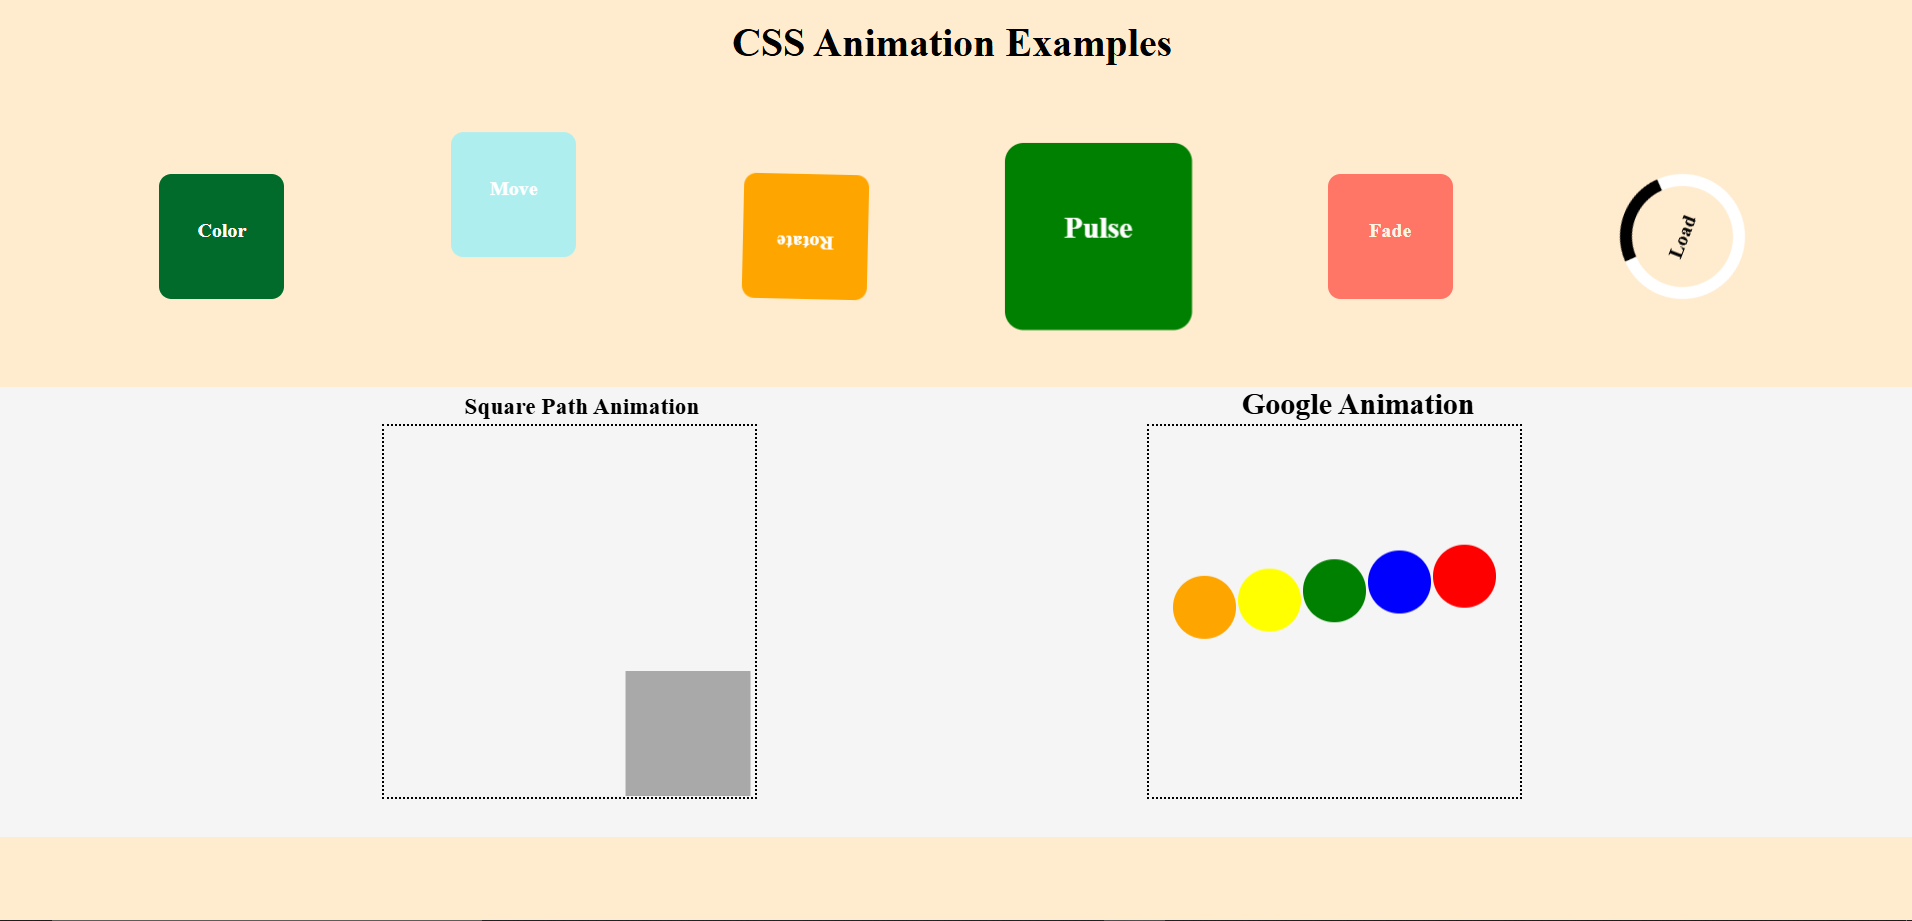 CSS Animation Examples
Color
Move
Rotate
Pulse
Fade
Load
Square Path Animation
Google Animation